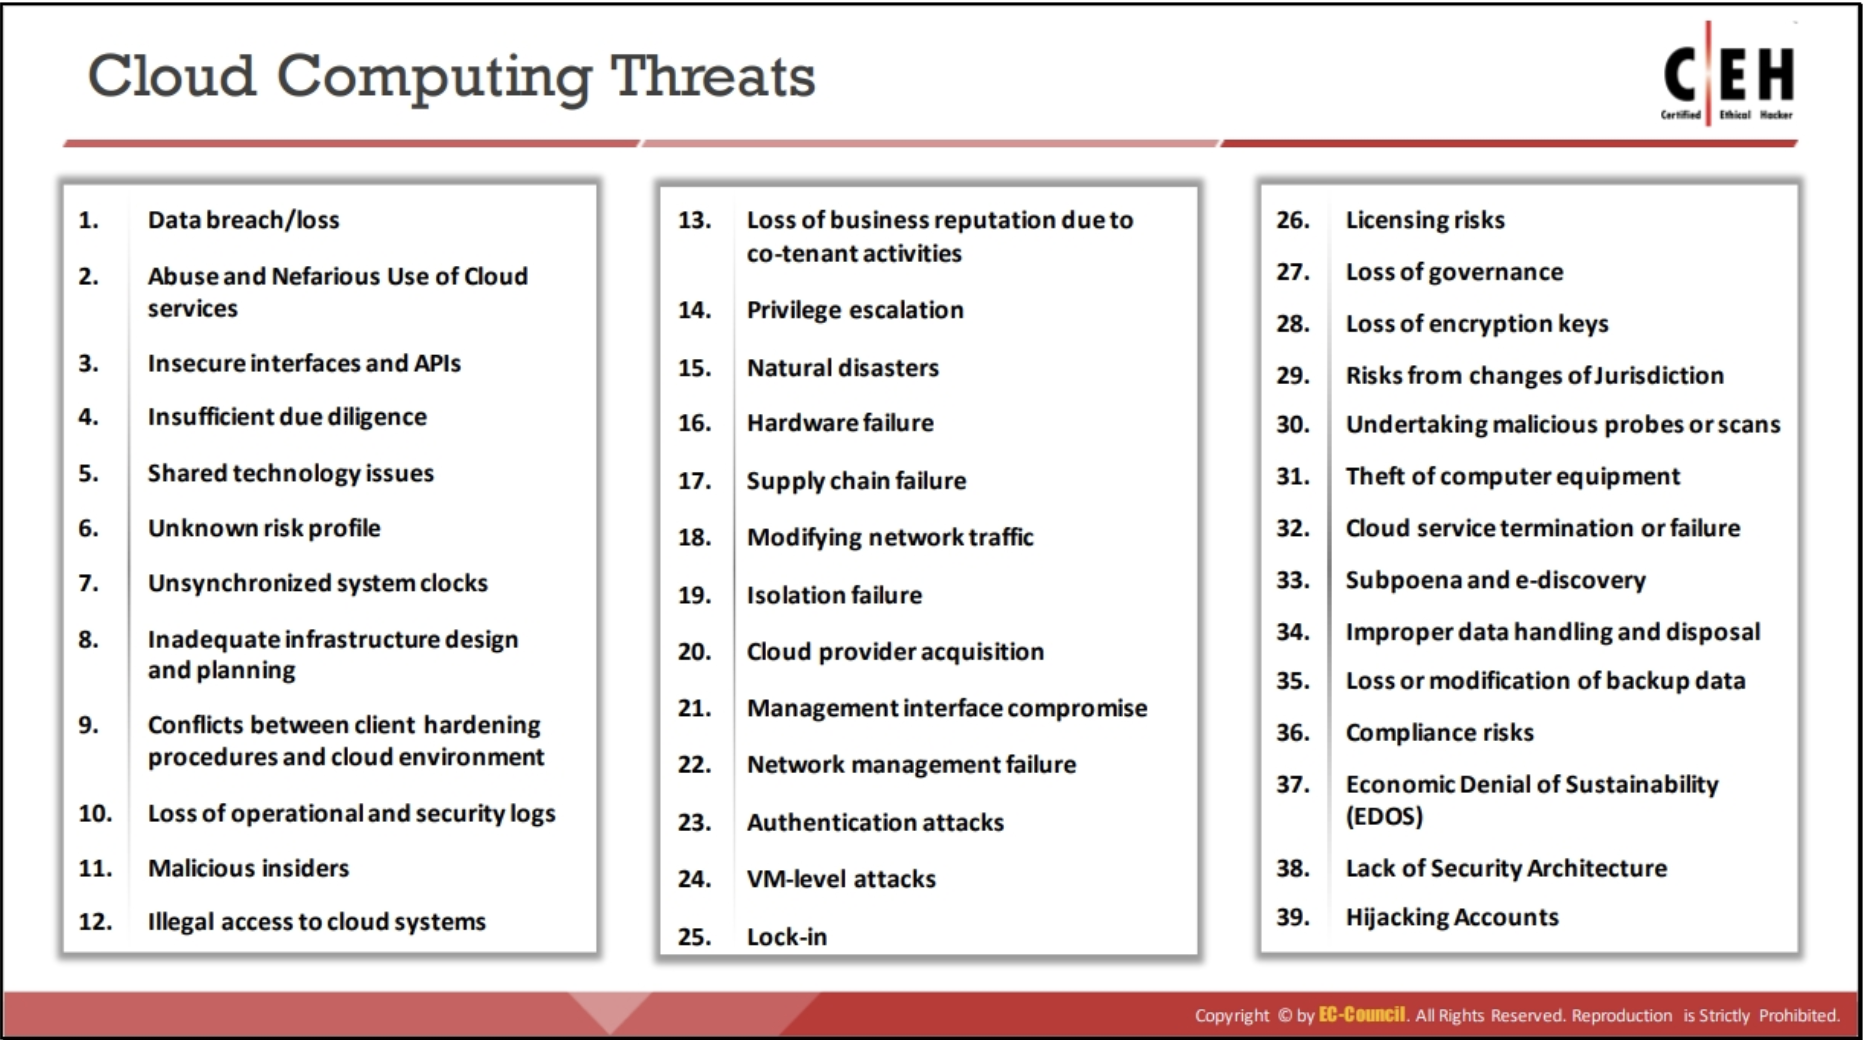 Cloud Computing Threats
C|EH
Certified Ethical Hacker
1. Data breach/loss
2. Abuse and Nefarious Use of Cloud
services
3. Insecure interfaces and APIs
4. Insufficient due diligence
5. Shared technology issues
6. Unknown risk profile
7. Unsynchronized system clocks
8. Inadequate infrastructure design
and planning
9. Conflicts between client hardening
procedures and cloud environment
10. Loss of operational and security logs
11. Malicious insiders
12. Illegal access to cloud systems
13. Loss of business reputation due to
co-tenant activities
14. Privilege escalation
15. Natural disasters
16. Hardware failure
17. Supply chain failure
18. Modifying network traffic
19. Isolation failure
20. Cloud provider acquisition
21. Management interface compromise
22. Network management failure
23. Authentication attacks
24. VM-level attacks
25. Lock-in
26. Licensing risks
27. Loss of governance
28. Loss of encryption keys
29. Risks from changes of Jurisdiction
30. Undertaking malicious probes or scans
31. Theft of computer equipment
32. Cloud service termination or failure
33. Subpoena and e-discovery
34. Improper data handling and disposal
35. Loss or modification of backup data
36. Compliance risks
37. Economic Denial of Sustainability
(EDOS)
38. Lack of Security Architecture
39. Hijacking Accounts
Copyright © by EC-Council. All Rights Reserved. Reproduction is Strictly Prohibited.